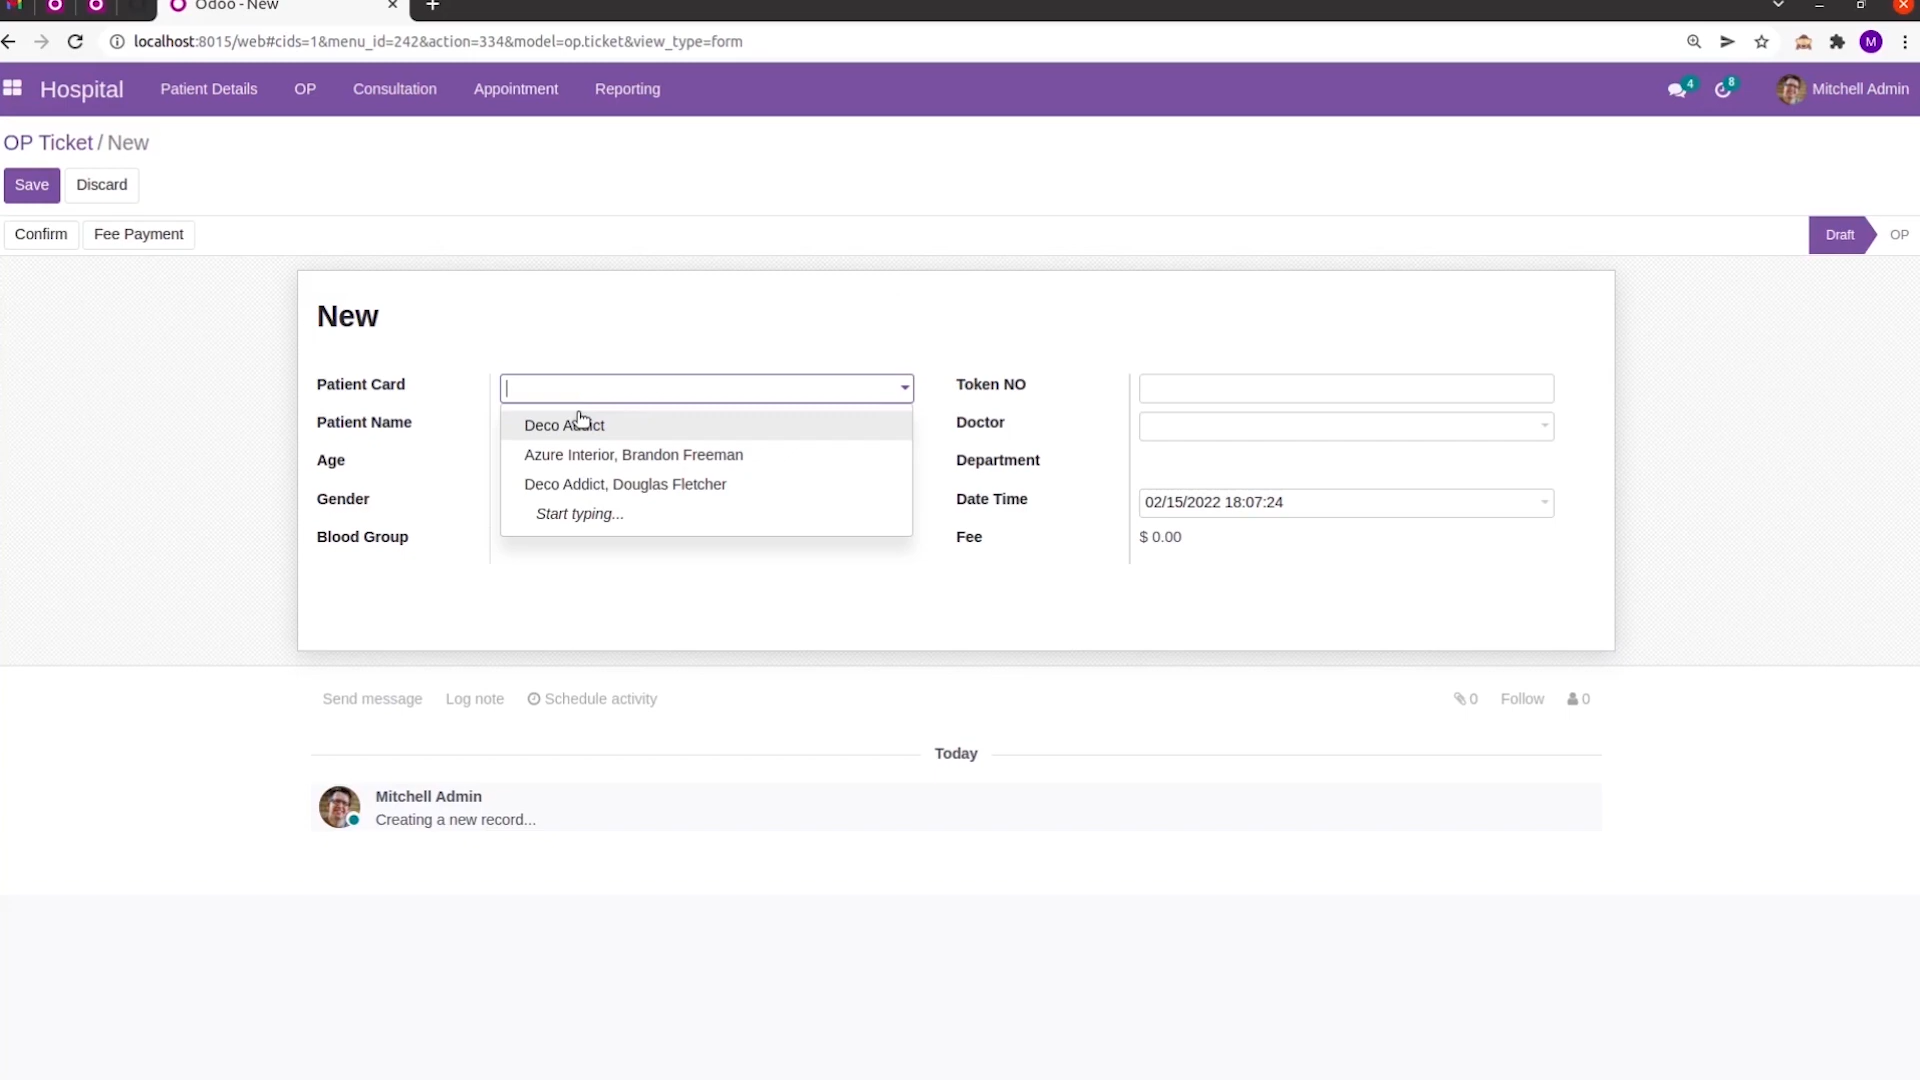 Odoo - New
localhost:8015/web#cids=1&menu_id=242&action=334&model=op.ticket&view_type=form
M
Hospital
Patient Details
OP
Consultation
Appointment
Reporting
4
8
Mitchell Admin
OP Ticket / New
Save
Discard
Confirm
Fee Payment
Draft
OP
New
Patient Card
Patient Name
Age
Gender
Blood Group
Deco Addict
Azure Interior, Brandon Freeman
Deco Addict, Douglas Fletcher
Start typing...
Token NO
Doctor
Department
Date Time
02/15/2022 18:07:24
Fee
$ 0.00
Send message
Log note
Schedule activity
0
Follow
0
Today
Mitchell Admin
Creating a new record...